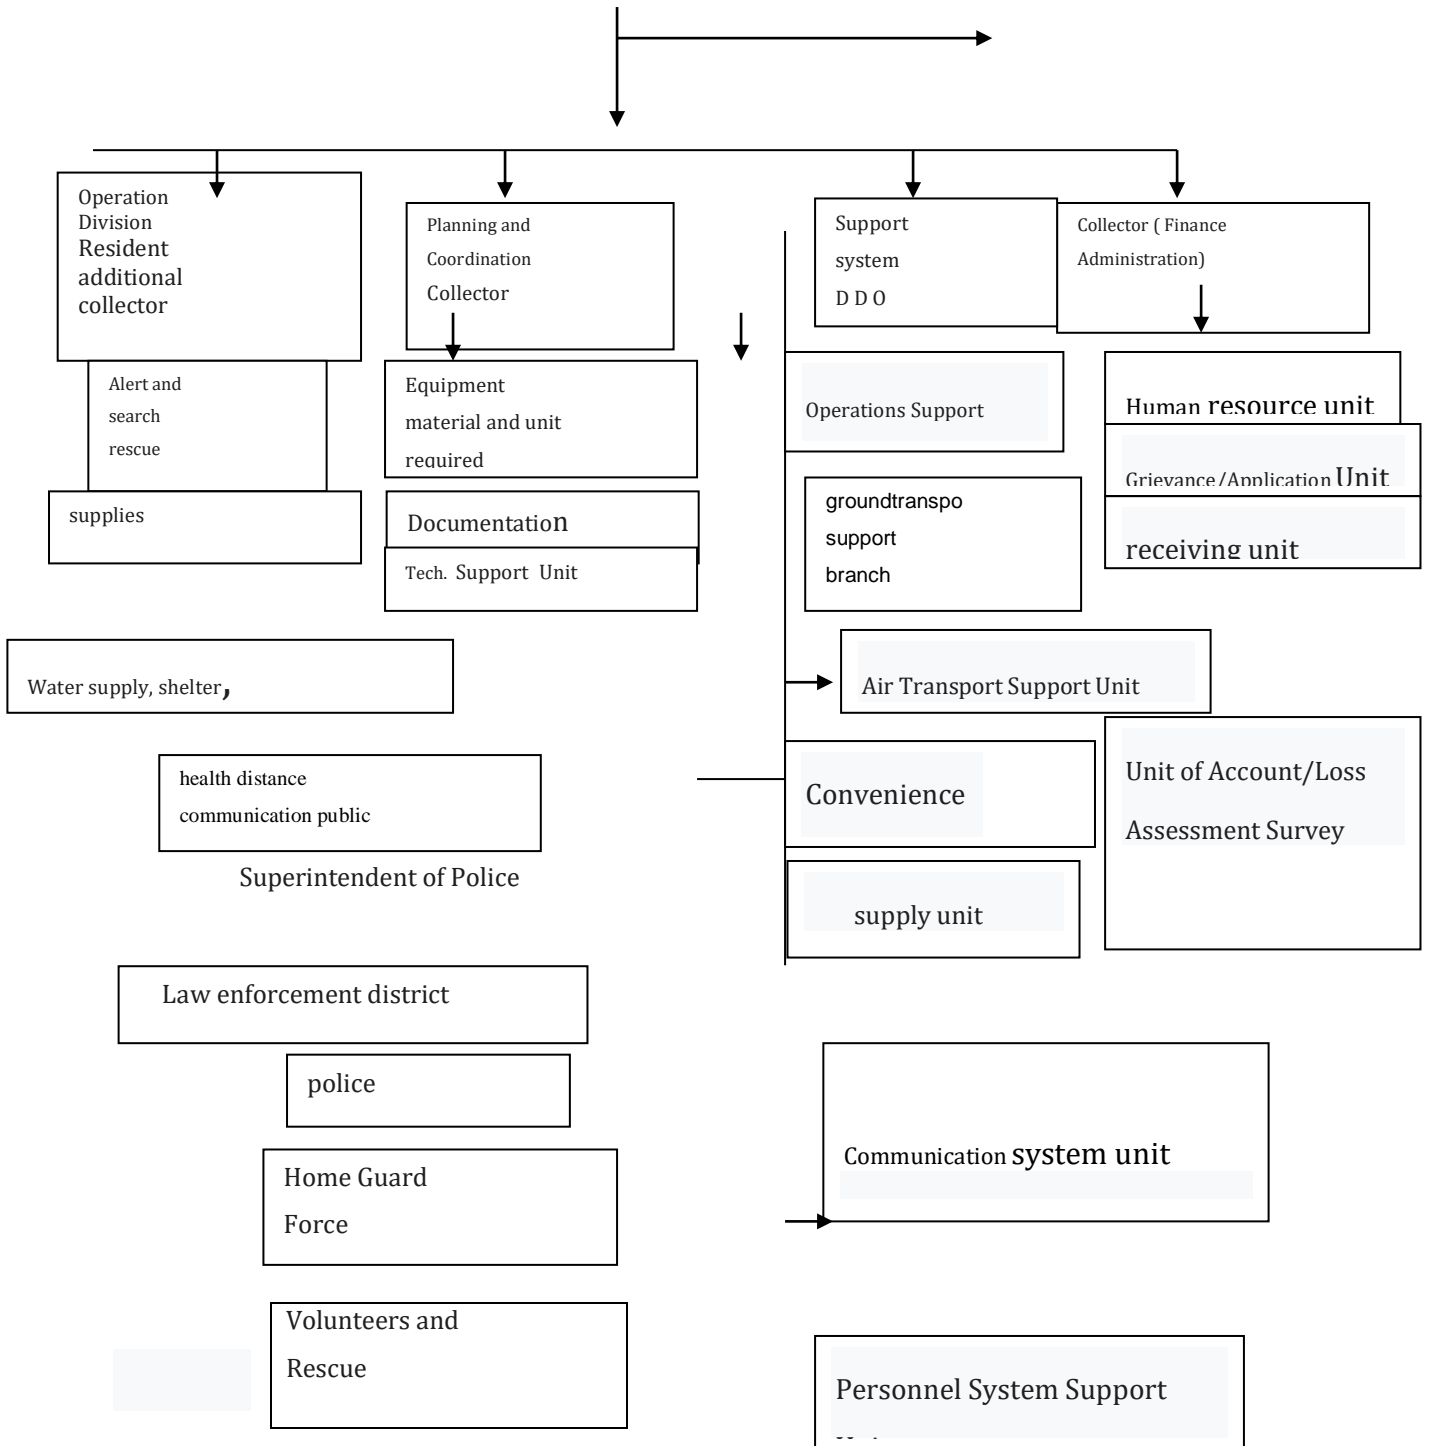 Operation
Division
Resident
additional
collector
Planning and
Coordination
Collector
Support
system
D D O
Collector ( Finance
Administration)
Alert and
search
rescue
Equipment
material and unit
required
Operations Support
Human resource unit
Grievance/Application Unit
receiving unit
supplies
Documentation
Tech. Support Unit
groundtranspo
support
branch
Water supply, shelter,
Air Transport Support Unit
health distance
communication public
Convenience
Unit of Account/Loss
Assessment Survey
Superintendent of Police
supply unit
Law enforcement district
police
Communication system unit
Home Guard
Force
Volunteers and
Rescue
Personnel System Support